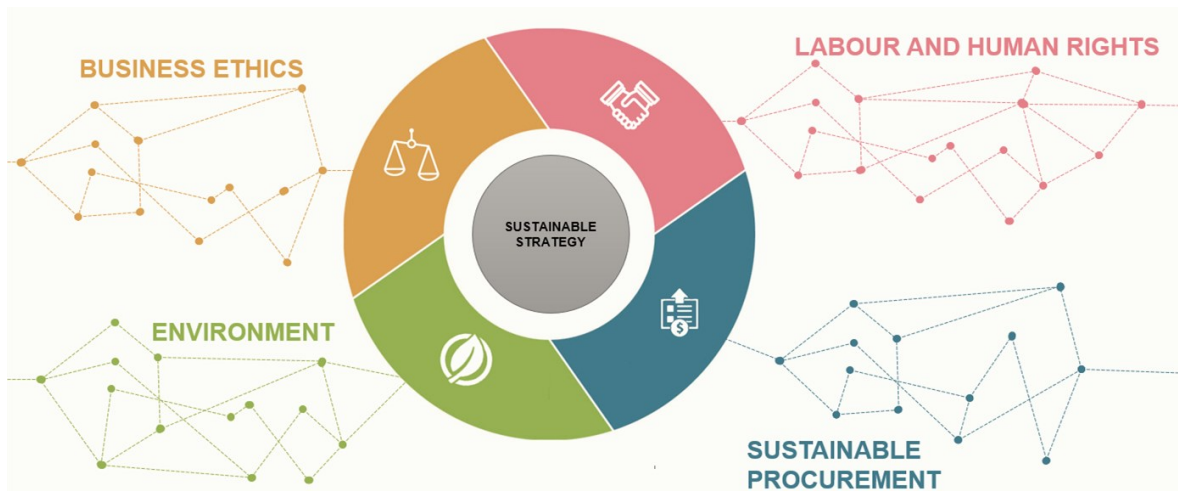 BUSINESS ETHICS
LABOUR AND HUMAN RIGHTS
SUSTAINABLE
STRATEGY
$
ENVIRONMENT
SUSTAINABLE
PROCUREMENT